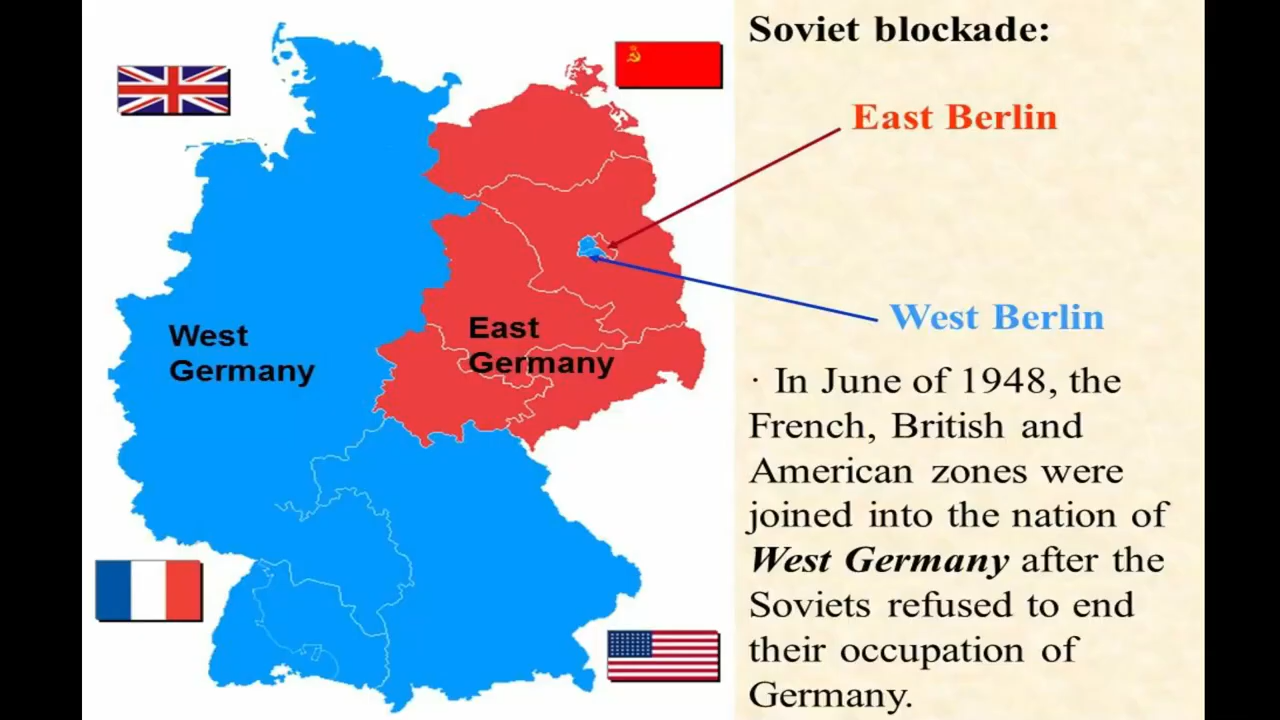 Soviet blockade:
East Berlin
West Berlin
West
Germany
East
Germany
· In June of 1948, the
French, British and
American zones were
joined into the nation of
West Germany after the
Soviets refused to end
their occupation of
Germany.